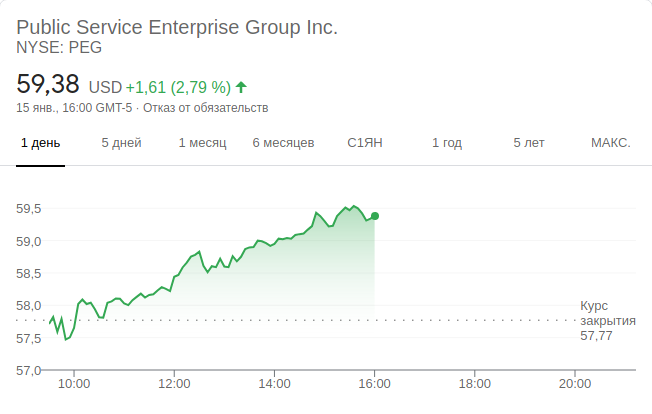 Public Service Enterprise Group Inc.
NYSE: PEG
59,38 USD +1,61 (2,79 %) ↑
15 янв., 16:00 GMT-5 · Отказ от обязательств
1 день 5 дней 1 месяц 6 месяцев С1ЯН 1 год 5 лет МАКС.
59,5
59,0
58,5
58,0
57,5
57,0
Курс
закрытия
57,77
10:00 12:00 14:00 16:00 18:00 20:00